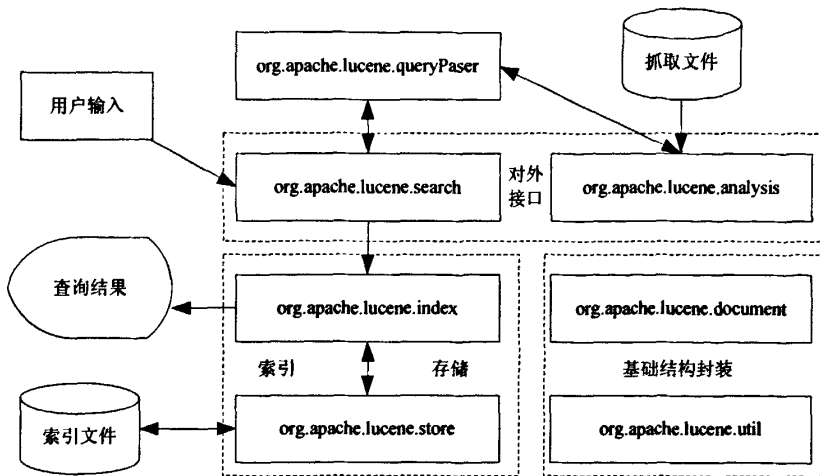 org.apache.lucene.queryPaser
抓取文件
用户输入
org.apache.lucene.search
对外
接口
org.apache.lucene.analysis
查询结果
org.apache.lucene.index
org.apache.lucene.document
索引
存储
基础结构封装
索引文件
org.apache.lucene.store
org.apache.lucene.util